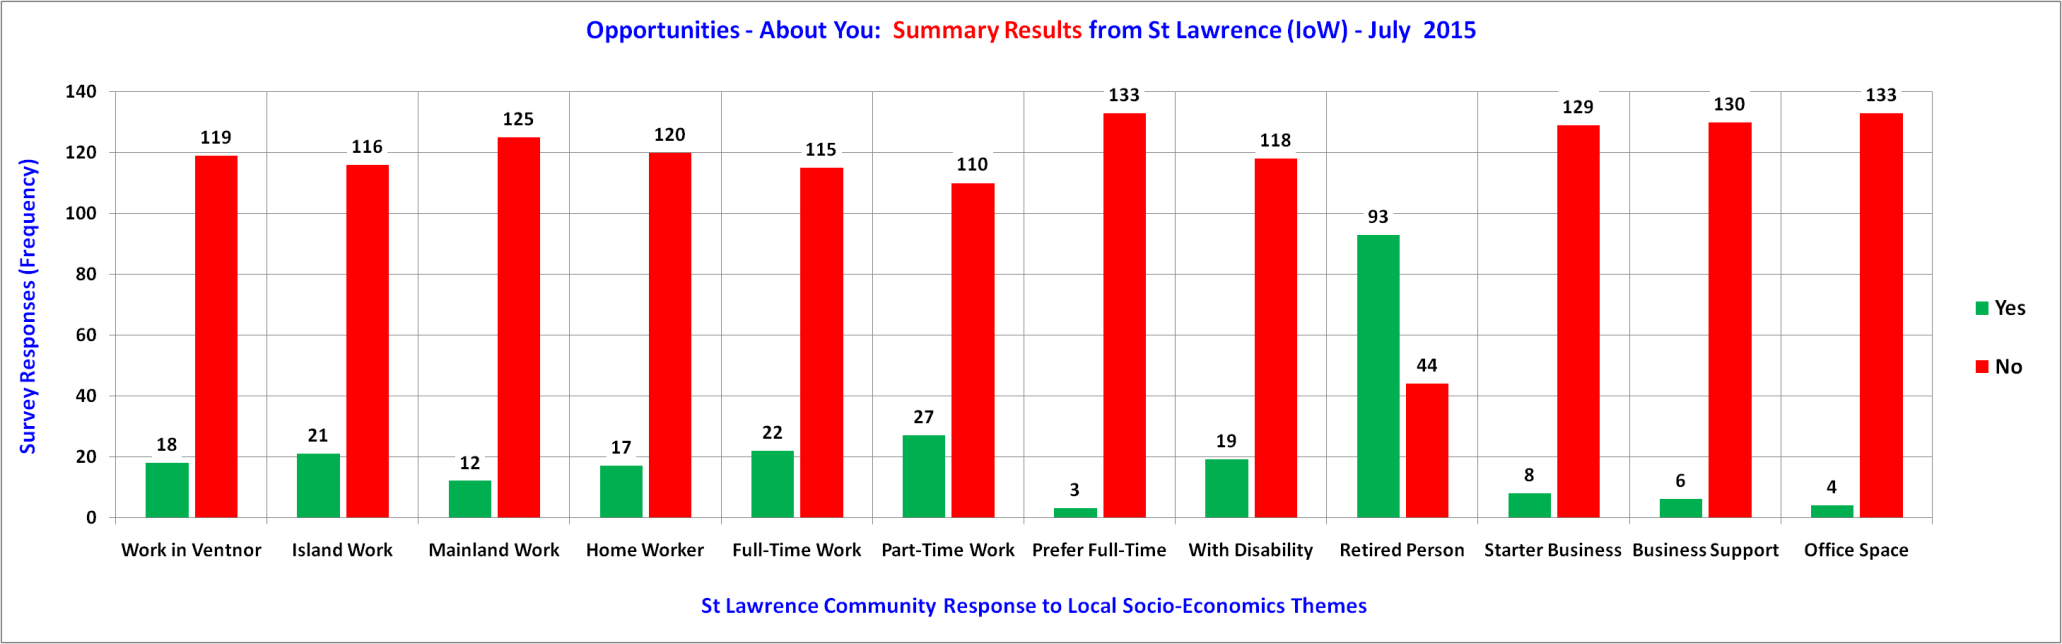 Opportunities - About You: Summary Results from St Lawrence (IoW) - July 2015
Survey Responses (Frequency)
140
120
100
80
60
40
20
0
18
119
21
116
12
125
17
120
22
115
27
110
3
133
19
118
93
44
8
129
6
130
4
133
Work in Ventnor
Island Work
Mainland Work
Home Worker
Full-Time Work
Part-Time Work
Prefer Full-Time
With Disability
Retired Person
Starter Business
Business Support
Office Space
St Lawrence Community Response to Local Socio-Economics Themes
Yes
No